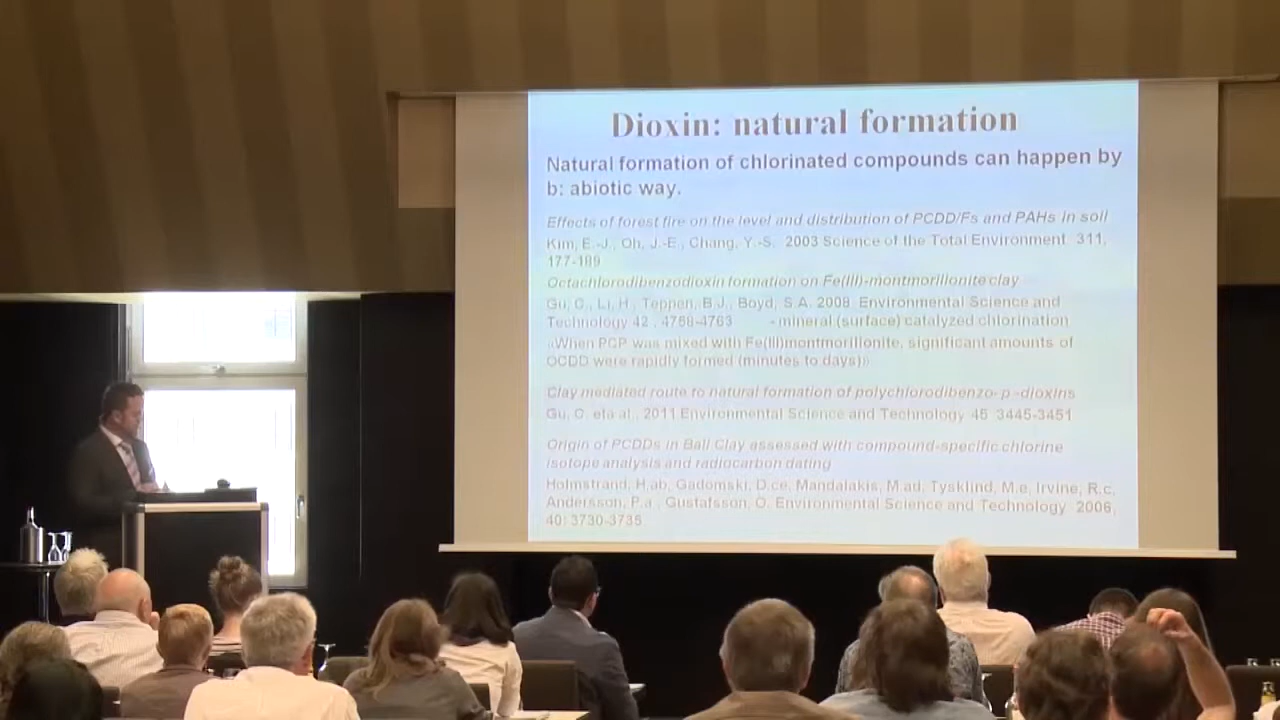 Dioxin: natural formation
Natural formation of chlorinated compounds can happen by
b: abiotic way.
Effects of forest fire on the level and distribution of PCDD/Fs and PAHs in soil
Kim, E.-J., Oh, J.-E., Chang, Y.-S. 2003 Science of the Total Environment 311,
177-189
Octachlorodibenzodioxin formation on Fe(III)-montmorillonite clay
Gu, C., Li, H., Teppen, B.J., Boyd, S.A. 2008 Environmental Science and
Technology 42 , 4758-4763 - mineral (surface) catalyzed chlorination
«When PCP was mixed with Fe(III)montmorillonite, significant amounts of
OCDD were rapidly formed (minutes to days)».
Clay mediated route to natural formation of polychlorodibenzo-p -dioxins
Gu, C. eta al., 2011 Environmental Science and Technology 45 3445-3451
Origin of PCDDs in Ball Clay assessed with compound-specific chlorine
isotope analysis and radiocarbon dating
Holmstrand, H.ab, Gadomski, D.ce, Mandalakis, M.ad, Tysklind, M.e, Irvine, R.c,
Andersson, P.a , Gustafsson, O. Environmental Science and Technology 2006,
40: 3730-3735